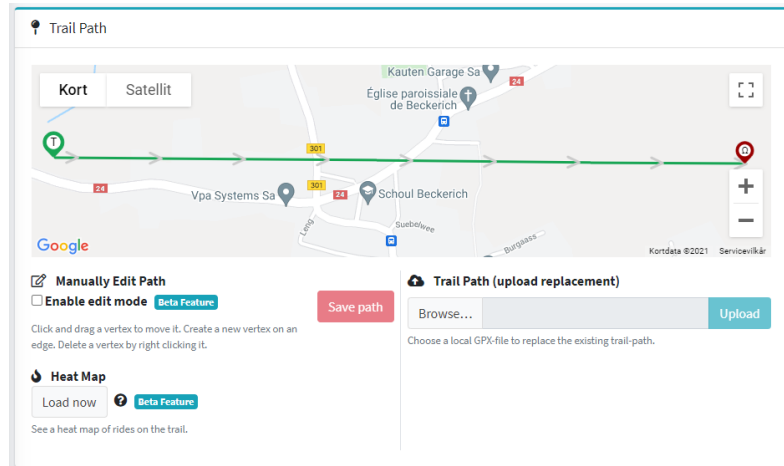 Trail Path
Kort
Satellit
Kauten Garage Sa
24
Église paroissiale
de Beckerich
T
Ω
301
24
Vpa Systems Sa
301
24
Schoul Beckerich
Leng
Suebelwee
Burgaass
Google
Kortdata ©2021
Servicevilkår
Manually Edit Path
Enable edit mode
Beta Feature
Save path
Click and drag a vertex to move it. Create a new vertex on an
edge. Delete a vertex by right clicking it.
Heat Map
Load now
?
Beta Feature
See a heat map of rides on the trail.
Trail Path (upload replacement)
Browse...
Upload
Choose a local GPX-file to replace the existing trail-path.